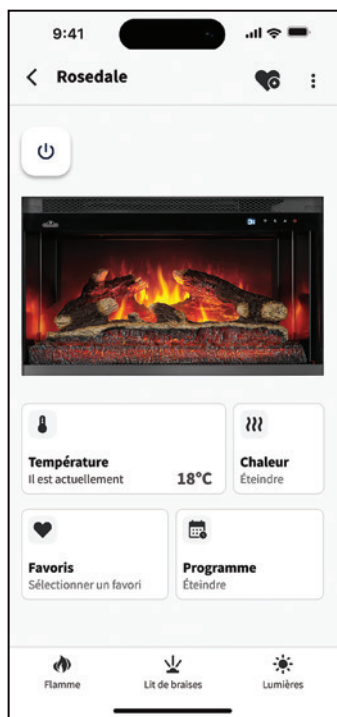 9:41
Rosedale
Température
Il est actuellement 18°C
Chaleur
Éteindre
Favoris
Sélectionner un favori
Programme
Éteindre
Flamme
Lit de braises
Lumières